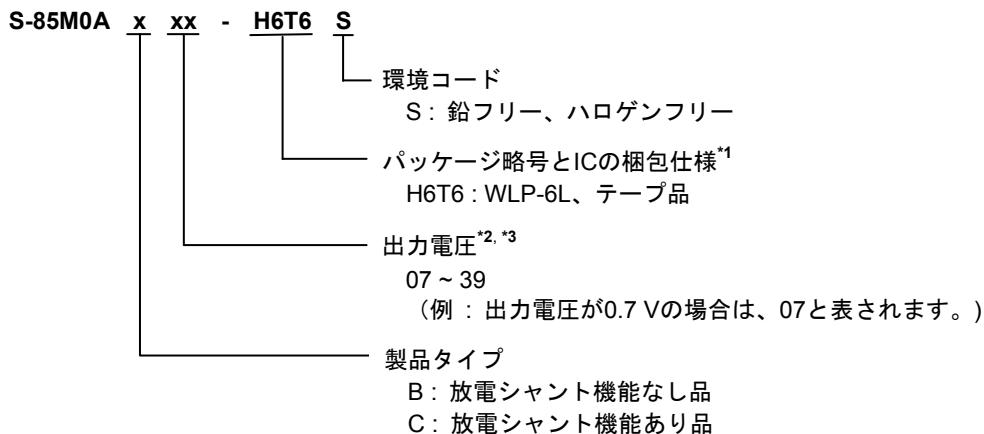 S-85M0A x xx - H6T6 S
環境コード
S : 鉛フリー、ハロゲンフリー
パッケージ略号とICの梱包仕様*1
H6T6 : WLP-6L、テープ品
出力電圧*2, *3
07 ~ 39
（例 : 出力電圧が0.7 Vの場合は、07と表されます。)
製品タイプ
B : 放電シャント機能なし品
C : 放電シャント機能あり品